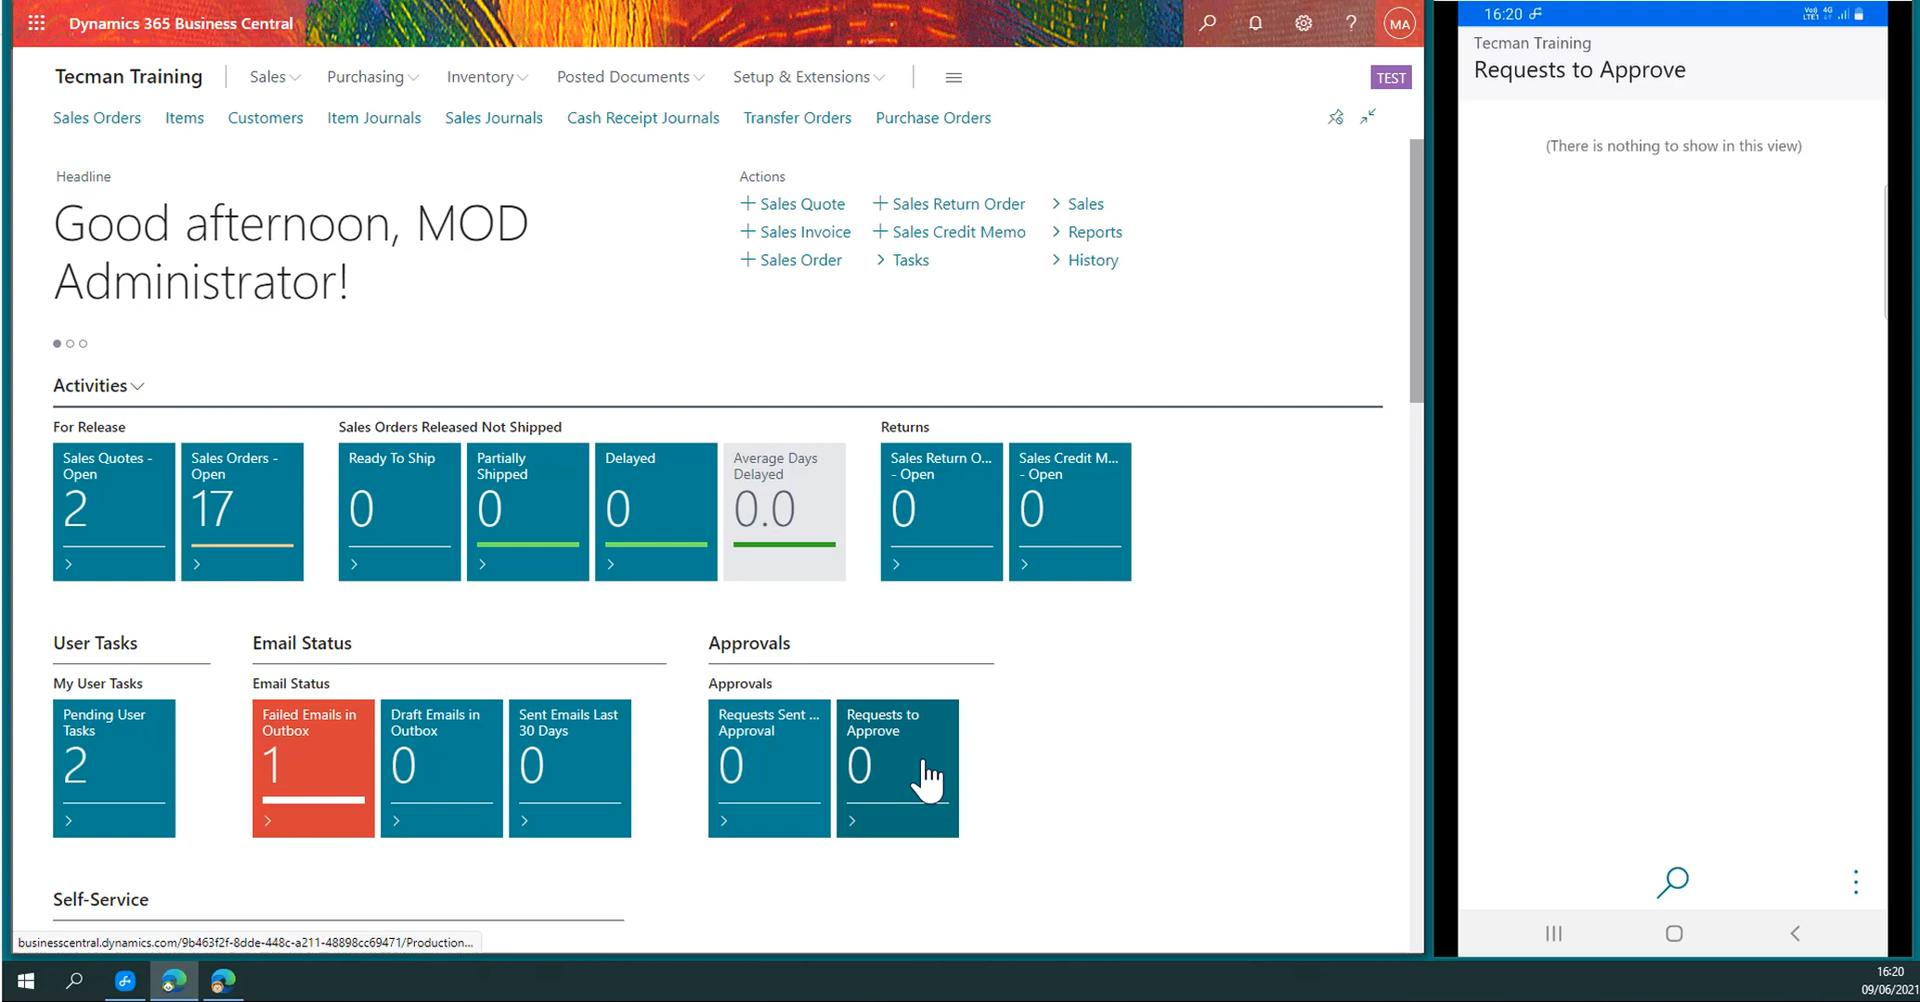 Dynamics 365 Business Central
MA
Tecman Training
Sales
Purchasing
Inventory
Posted Documents
Setup & Extensions
TEST
Sales Orders
Items
Customers
Item Journals
Sales Journals
Cash Receipt Journals
Transfer Orders
Purchase Orders
Headline
Good afternoon, MOD
Administrator!
Actions
+ Sales Quote
+ Sales Return Order
> Sales
+ Sales Invoice
+ Sales Credit Memo
> Reports
+ Sales Order
> Tasks
> History
Activities
For Release
Sales Orders Released Not Shipped
Returns
Sales Quotes -
Open
2
Sales Orders -
Open
17
Ready To Ship
0
Partially
Shipped
0
Delayed
0
Average Days
Delayed
0.0
Sales Return O...
- Open
0
Sales Credit M...
- Open
0
User Tasks
Email Status
Approvals
My User Tasks
Email Status
Approvals
Pending User
Tasks
2
Failed Emails in
Outbox
1
Draft Emails in
Outbox
0
Sent Emails Last
30 Days
0
Requests Sent ...
Approval
0
Requests to
Approve
0
Self-Service
businesscentral.dynamics.com/9b463f2f-8dde-448c-a211-48898cc69471/Production...
16:20
Tecman Training
Requests to Approve
(There is nothing to show in this view)
16:20
09/06/2021